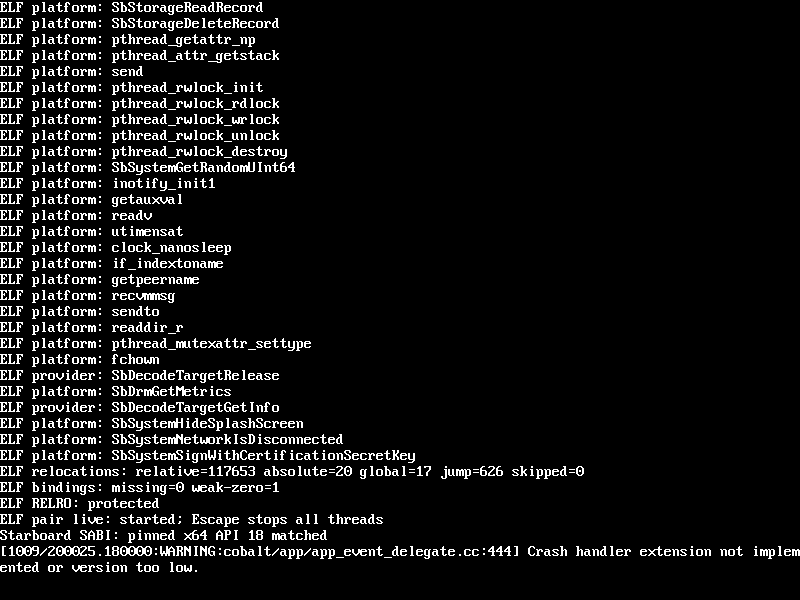 ELF platform: SbStorageReadRecord
ELF platform: SbStorageDeleteRecord
ELF platform: pthread_getattr_np
ELF platform: pthread_attr_getstack
ELF platform: send
ELF platform: pthread_rwlock_init
ELF platform: pthread_rwlock_rdlock
ELF platform: pthread_rwlock_wrlock
ELF platform: pthread_rwlock_unlock
ELF platform: pthread_rwlock_destroy
ELF platform: SbSystemGetRandomUInt64
ELF platform: inotify_init1
ELF platform: getauxval
ELF platform: readv
ELF platform: utimensat
ELF platform: clock_nanosleep
ELF platform: if_indextoname
ELF platform: getpeername
ELF platform: recvmmsg
ELF platform: sendto
ELF platform: readdir_r
ELF platform: pthread_mutexattr_settype
ELF platform: fchown
ELF provider: SbDecodeTargetRelease
ELF platform: SbDrmGetMetrics
ELF provider: SbDecodeTargetGetInfo
ELF platform: SbSystemHideSplashScreen
ELF platform: SbSystemNetworkIsDisconnected
ELF platform: SbSystemSignWithCertificationSecretKey
ELF relocations: relative=117653 absolute=20 global=17 jump=626 skipped=0
ELF bindings: missing=0 weak-zero=1
ELF RELRO: protected
ELF pair live: started; Escape stops all threads
Starboard SABI: pinned x64 API 18 matched
[1009/200025.180000:WARNING:cobalt/app/app_event_delegate.cc:444] Crash handler extension not implem
ented or version too low.